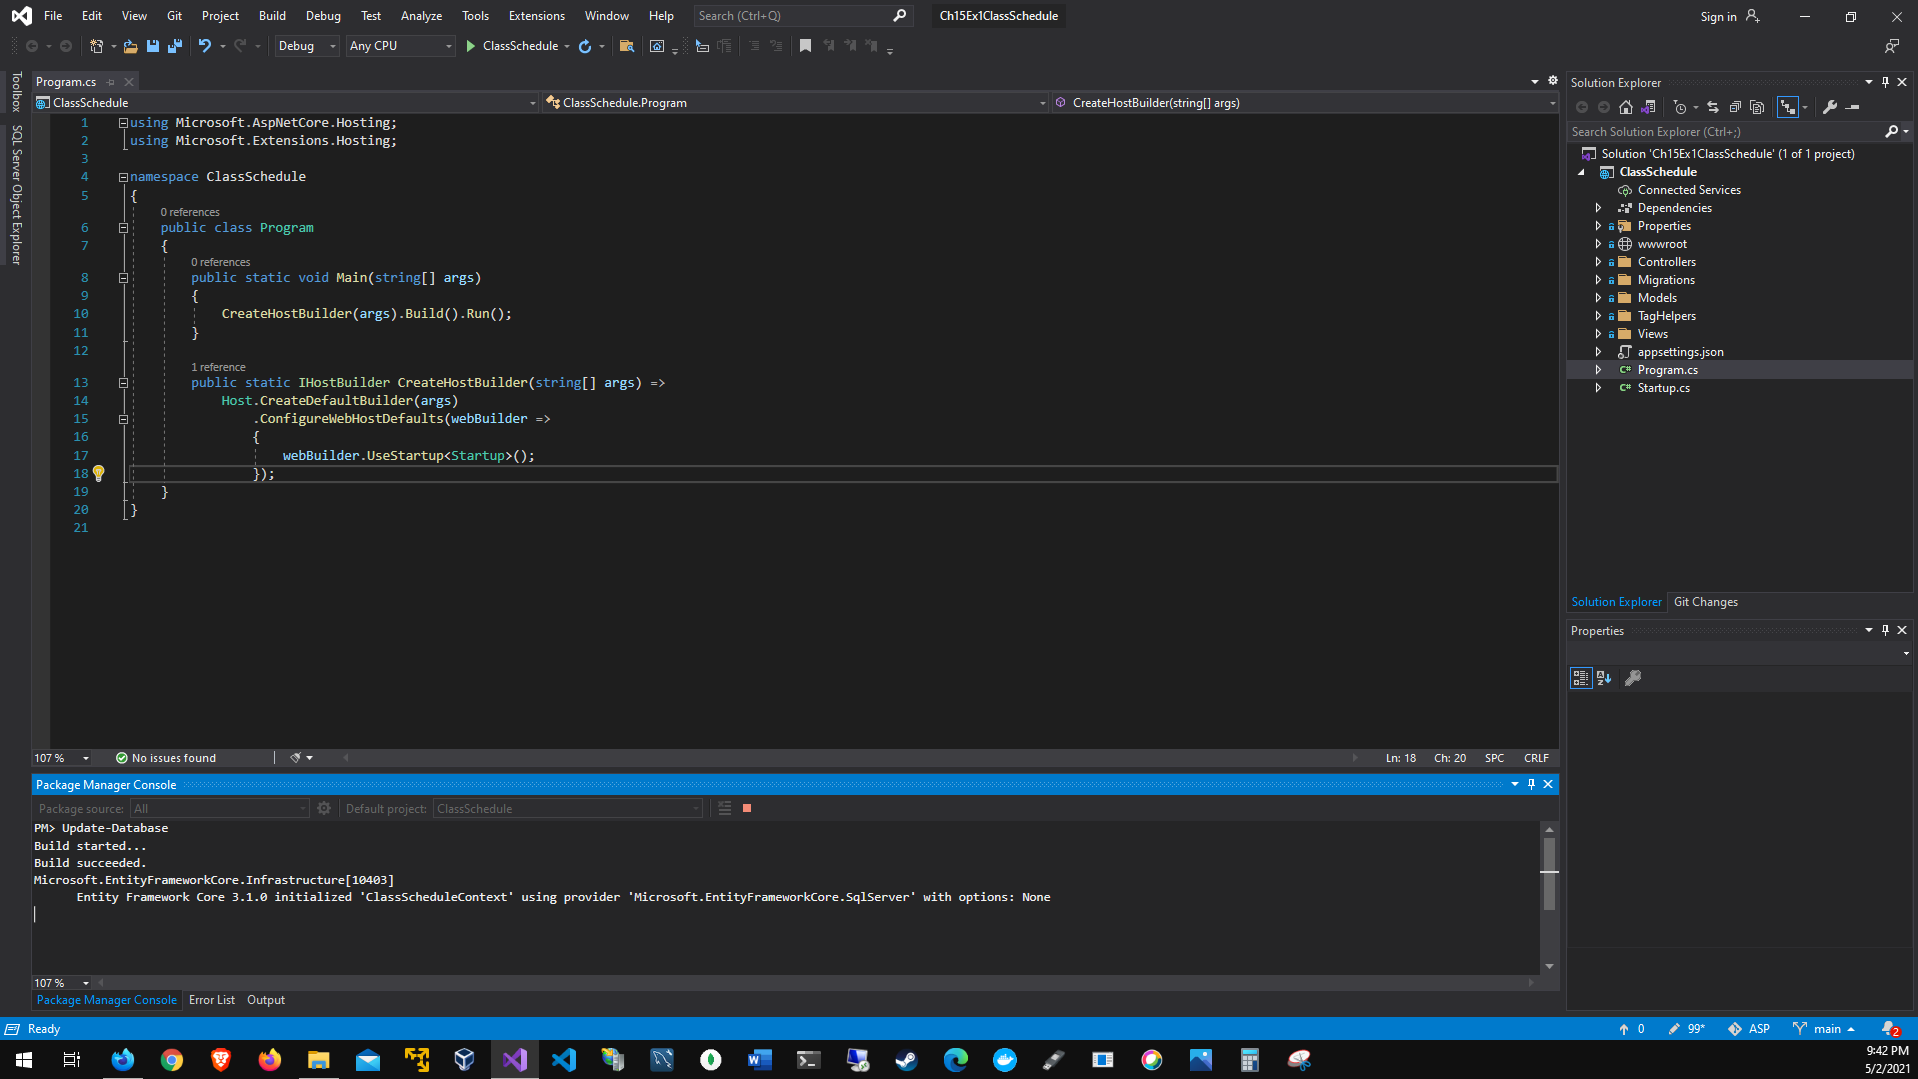 File Edit View Git Project Build Debug Test Analyze Tools Extensions Window Help Search (Ctrl+Q) Ch15Ex1ClassSchedule Sign in
Debug Any CPU ClassSchedule
Toolbox
SQL Server Object Explorer
Program.cs
ClassSchedule ClassSchedule.Program CreateHostBuilder(string[] args)
1 using Microsoft.AspNetCore.Hosting;
2 using Microsoft.Extensions.Hosting;
3
4 namespace ClassSchedule
5 {
0 references
6 public class Program
7 {
0 references
8 public static void Main(string[] args)
9 {
10 CreateHostBuilder(args).Build().Run();
11 }
12
1 reference
13 public static IHostBuilder CreateHostBuilder(string[] args) =>
14 Host.CreateDefaultBuilder(args)
15 .ConfigureWebHostDefaults(webBuilder =>
16 {
17 webBuilder.UseStartup<Startup>();
18 });
19 }
20 }
21
107 % No issues found Ln: 18 Ch: 20 SPC CRLF
Package Manager Console
Package source: All Default project: ClassSchedule
PM> Update-Database
Build started...
Build succeeded.
Microsoft.EntityFrameworkCore.Infrastructure[10403]
Entity Framework Core 3.1.0 initialized 'ClassScheduleContext' using provider 'Microsoft.EntityFrameworkCore.SqlServer' with options: None
107 %
Package Manager Console Error List Output
Solution Explorer
Search Solution Explorer (Ctrl+;)
Solution 'Ch15Ex1ClassSchedule' (1 of 1 project)
ClassSchedule
Connected Services
Dependencies
Properties
wwwroot
Controllers
Migrations
Models
TagHelpers
Views
appsettings.json
C# Program.cs
C# Startup.cs
Solution Explorer Git Changes
Properties
Ready 0 99* ASP main 2
9:42 PM
5/2/2021